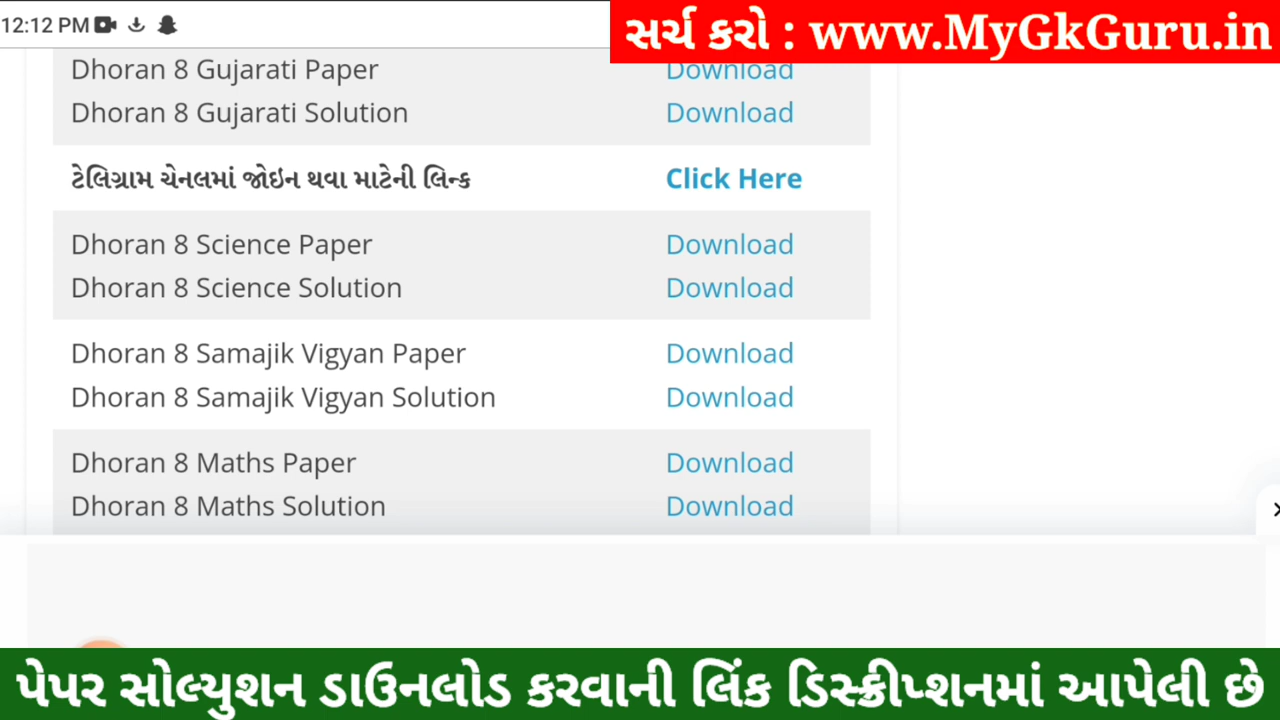 12:12 PM
સર્ચ કરો : www.MyGkGuru.in
Dhoran 8 Gujarati Paper Download
Dhoran 8 Gujarati Solution Download
ટેલિગ્રામ ચેનલમાં જોઇન થવા માટેની લિન્ક Click Here
Dhoran 8 Science Paper Download
Dhoran 8 Science Solution Download
Dhoran 8 Samajik Vigyan Paper Download
Dhoran 8 Samajik Vigyan Solution Download
Dhoran 8 Maths Paper Download
Dhoran 8 Maths Solution Download
પેપર સોલ્યુશન ડાઉનલોડ કરવાની લિંક ડિસ્ક્રીપ્શનમાં આપેલી છે